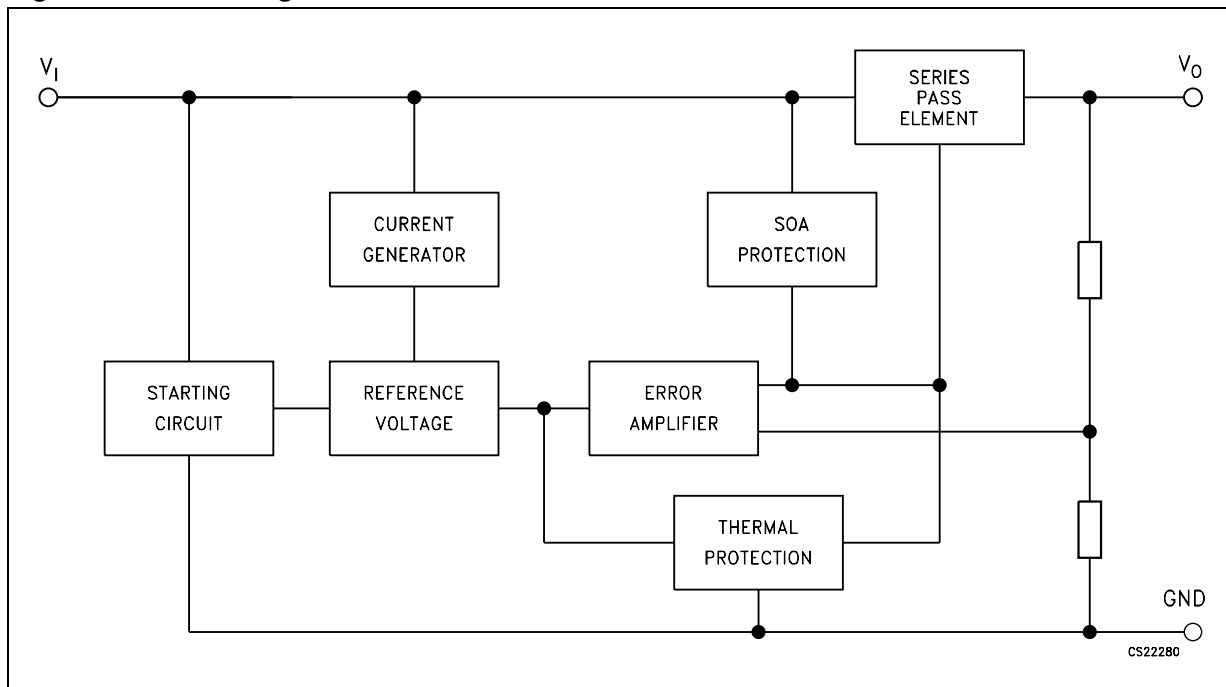 V_I
SERIES
PASS
ELEMENT
V_O
CURRENT
GENERATOR
SOA
PROTECTION
STARTING
CIRCUIT
REFERENCE
VOLTAGE
ERROR
AMPLIFIER
THERMAL
PROTECTION
GND
CS22280